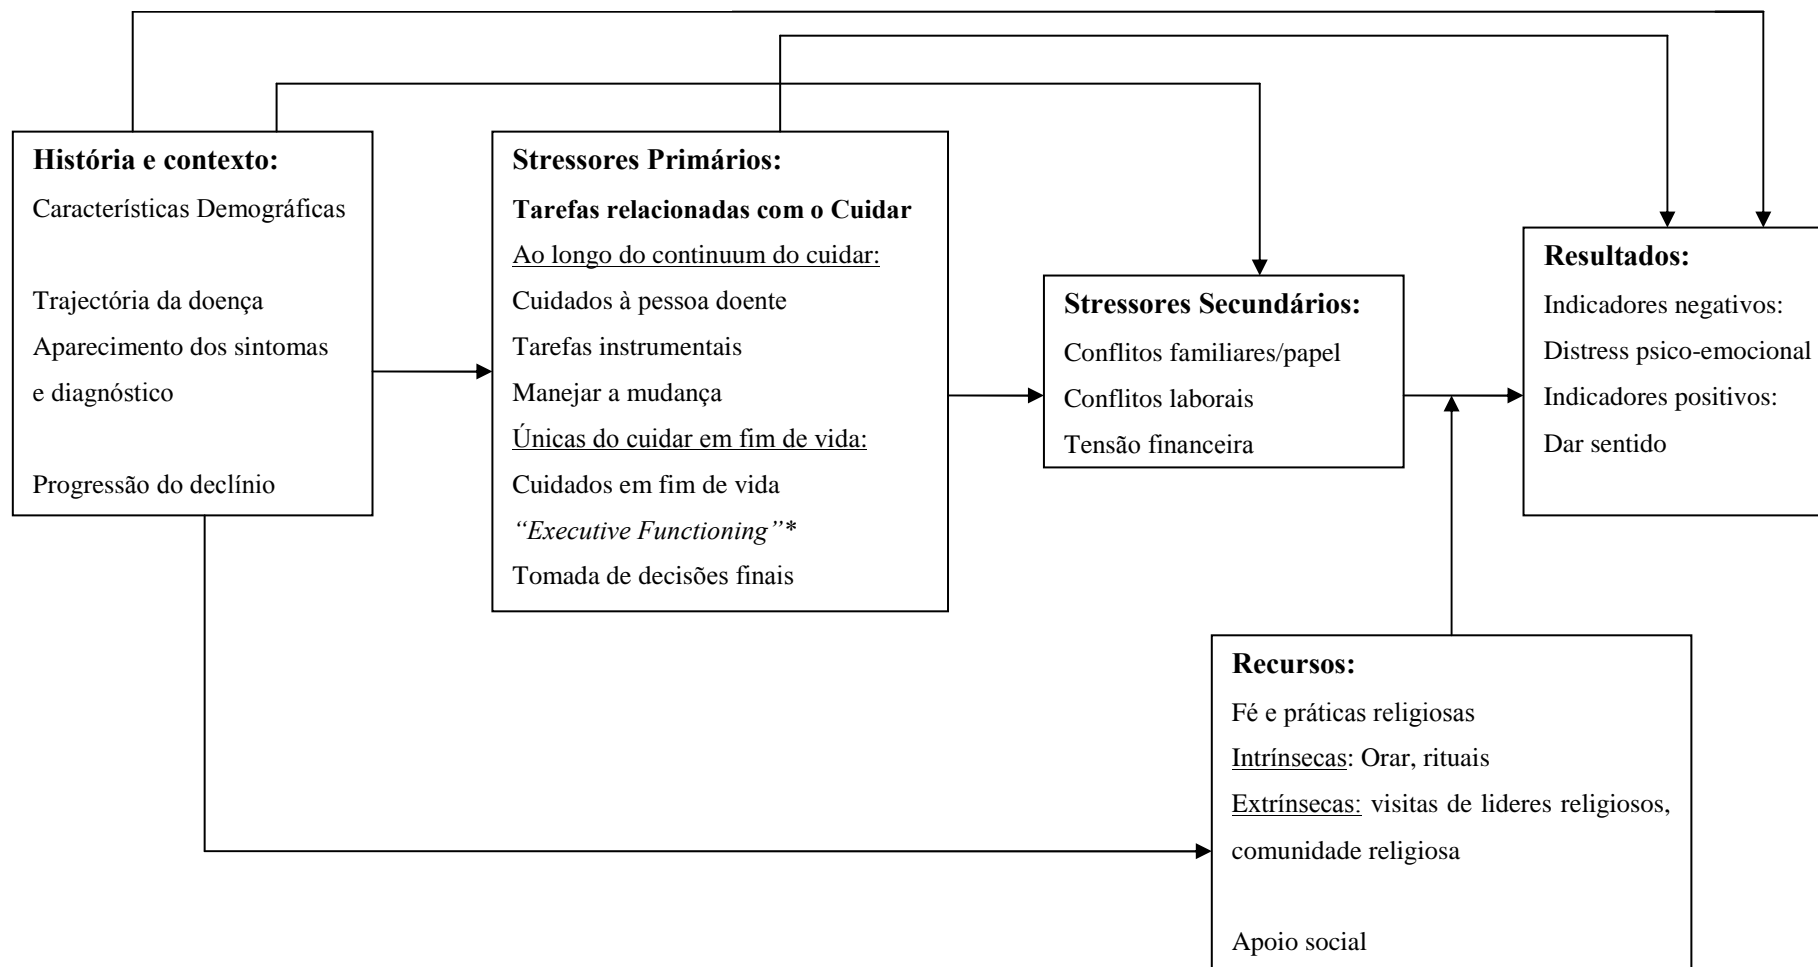 História e contexto:
Características Demográficas
Trajectória da doença
Aparecimento dos sintomas
e diagnóstico
Progressão do declínio
Stressores Primários:
Tarefas relacionadas com o Cuidar
Ao longo do continuum do cuidar:
Cuidados à pessoa doente
Tarefas instrumentais
Manejar a mudança
Únicas do cuidar em fim de vida:
Cuidados em fim de vida
“Executive Functioning”*
Tomada de decisões finais
Stressores Secundários:
Conflitos familiares/papel
Conflitos laborais
Tensão financeira
Resultados:
Indicadores negativos:
Distress psico-emocional
Indicadores positivos:
Dar sentido
Recursos:
Fé e práticas religiosas
Intrínsecas: Orar, rituais
Extrínsecas: visitas de lideres religiosos,
comunidade religiosa
Apoio social